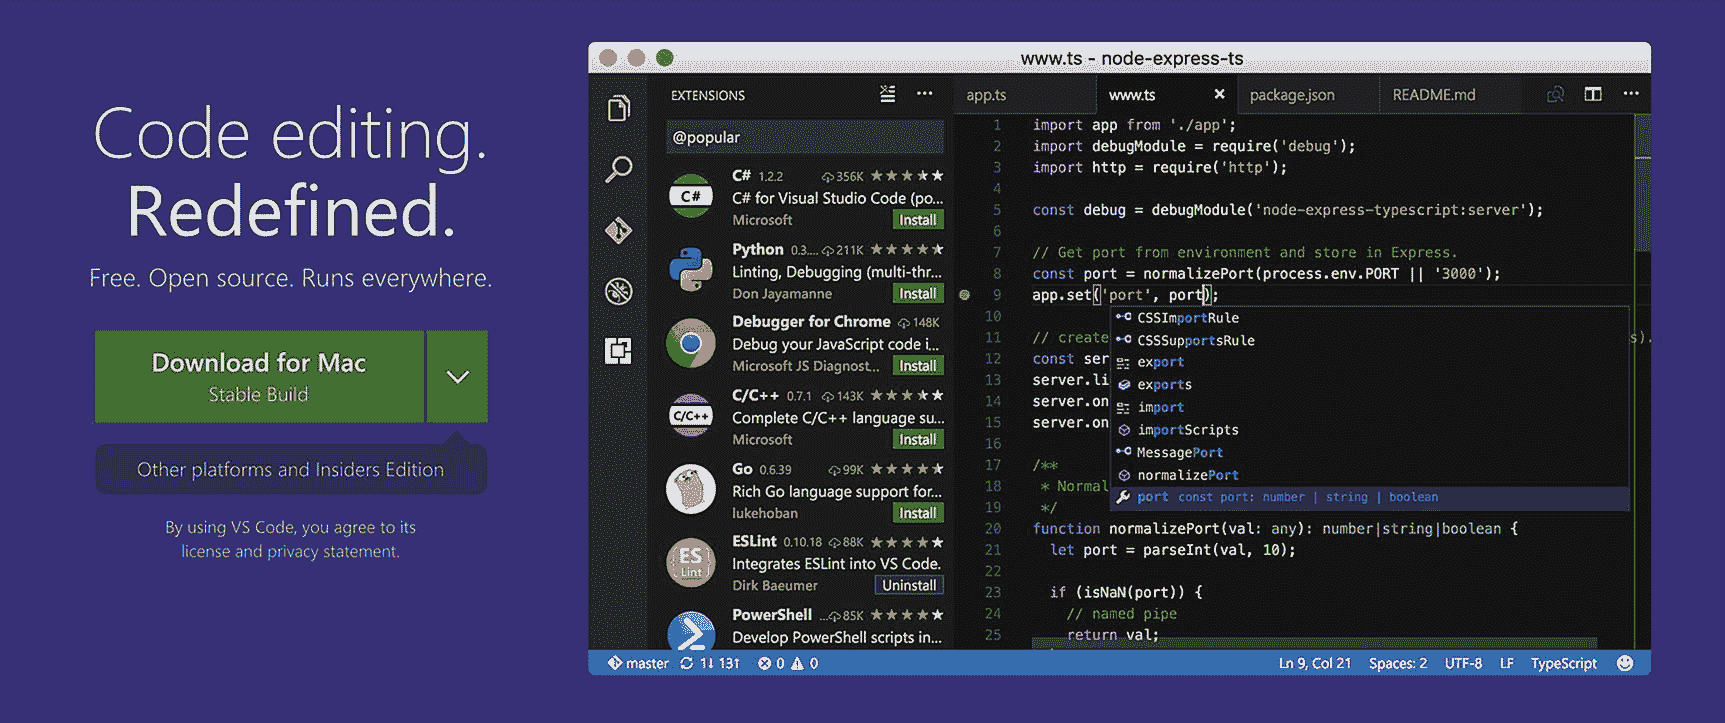 Code editing.
Redefined.
Free. Open source. Runs everywhere.
Download for Mac
Stable Build
Other platforms and Insiders Edition
By using VS Code, you agree to its
license and privacy statement.
www.ts - node-express-ts
EXTENSIONS
@popular
C# 1.2.2 356K ★★★★★
C# for Visual Studio Code (po...
Microsoft Install
Python 0.3.... 211K ★★★★★
Linting, Debugging (multi-thr...
Don Jayamanne Install
Debugger for Chrome 148K
Debug your JavaScript code i...
Microsoft JS Diagnost... Install
C/C++ 0.7.1 143K ★★★★★
Complete C/C++ language su...
Microsoft Install
Go 0.6.39 99K ★★★★★
Rich Go language support for...
lukehoban Install
ESLint 0.10.18 88K ★★★★★
Integrates ESLint into VS Code.
Dirk Baeumer Uninstall
PowerShell ... 85K ★★★★★
Develop PowerShell scripts in...
C#
C/C++
ES
Lint
app.ts www.ts × package.json README.md
1 import app from './app';
2 import debugModule = require('debug');
3 import http = require('http');
4
5 const debug = debugModule('node-express-typescript:server');
6
7 // Get port from environment and store in Express.
8 const port = normalizePort(process.env.PORT || '3000');
9 app.set('port', port);
10
11 // create s).
12 const ser
13 server.li
14 server.on
15 server.on
16
17 /**
18 * Normal
19 */
20 function normalizePort(val: any): number|string|boolean {
21 let port = parseInt(val, 10);
22
23 if (isNaN(port)) {
24 // named pipe
25 return val;
CSSImportRule
CSSSupportsRule
export
exports
import
importScripts
MessagePort
normalizePort
port const port: number | string | boolean
master 1↓ 13↑ 0 0 Ln 9, Col 21 Spaces: 2 UTF-8 LF TypeScript